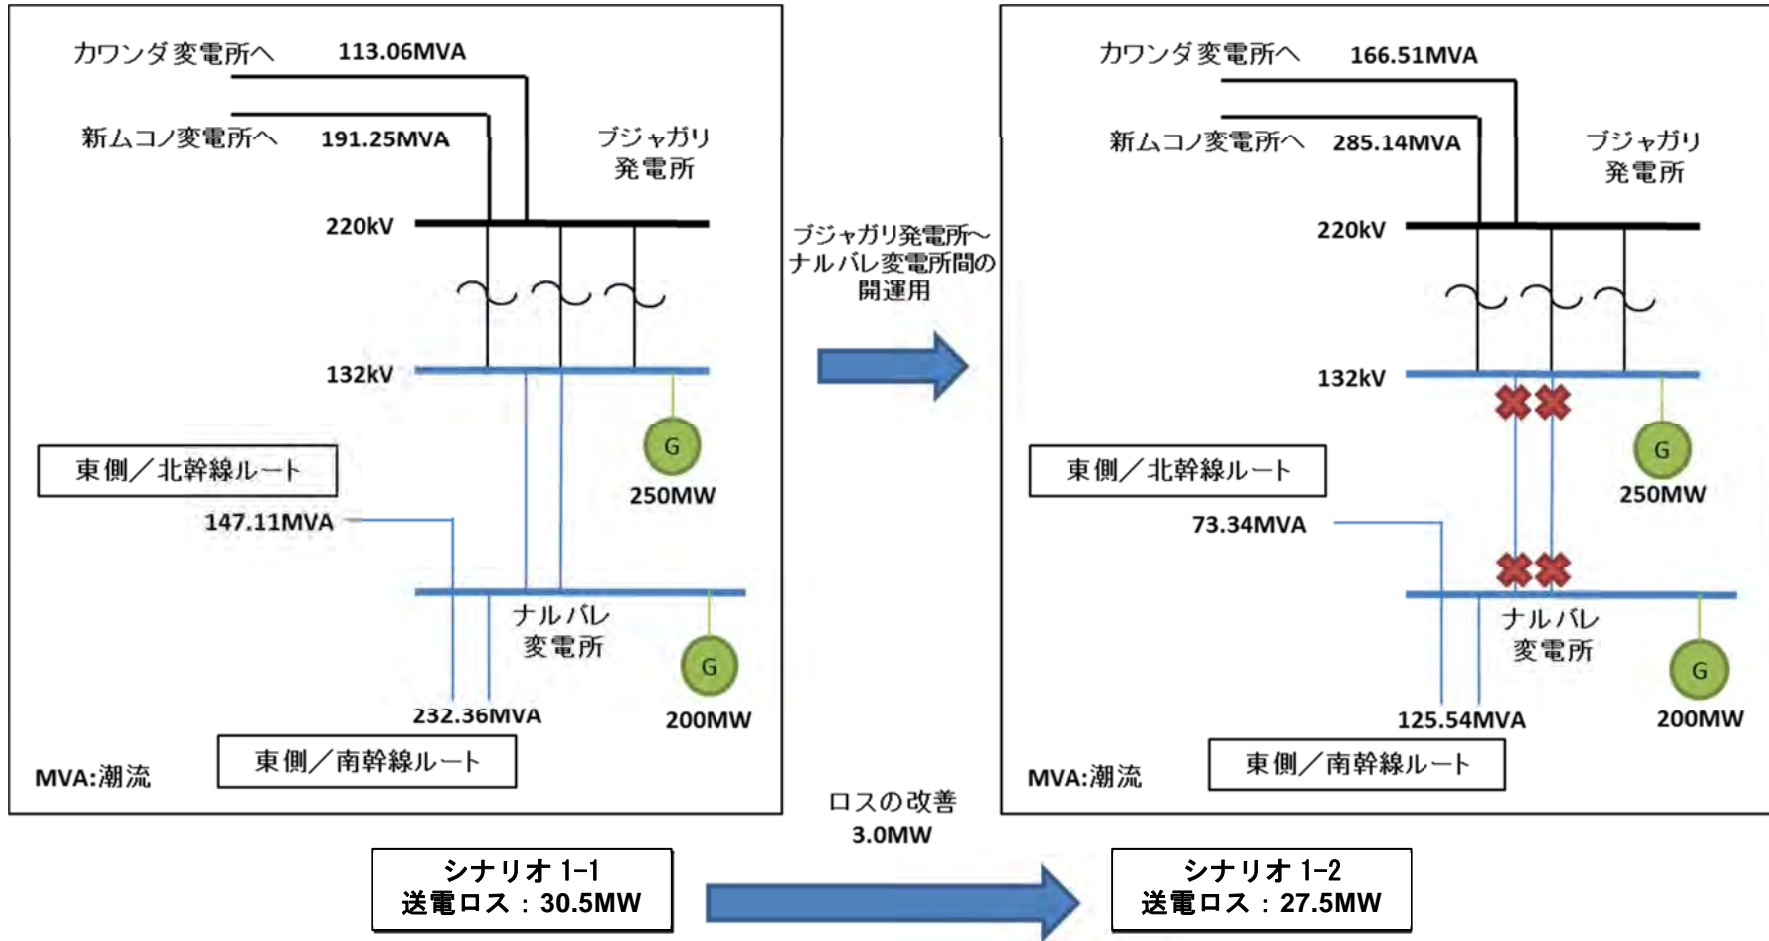 カワンダ変電所へ 113.06MVA
新ムコノ変電所へ 191.25MVA
ブジャガリ
発電所
220kV
132kV
G
250MW
東側／北幹線ルート
147.11MVA
ナルバレ
変電所
G
200MW
232.36MVA
東側／南幹線ルート
MVA:潮流
ブジャガリ発電所～
ナルバレ変電所間の
開運用
カワンダ変電所へ 166.51MVA
新ムコノ変電所へ 285.14MVA
ブジャガリ
発電所
220kV
132kV
G
250MW
東側／北幹線ルート
73.34MVA
ナルバレ
変電所
G
200MW
125.54MVA
東側／南幹線ルート
MVA:潮流
ロスの改善
3.0MW
シナリオ 1-1
送電ロス：30.5MW
シナリオ 1-2
送電ロス：27.5MW